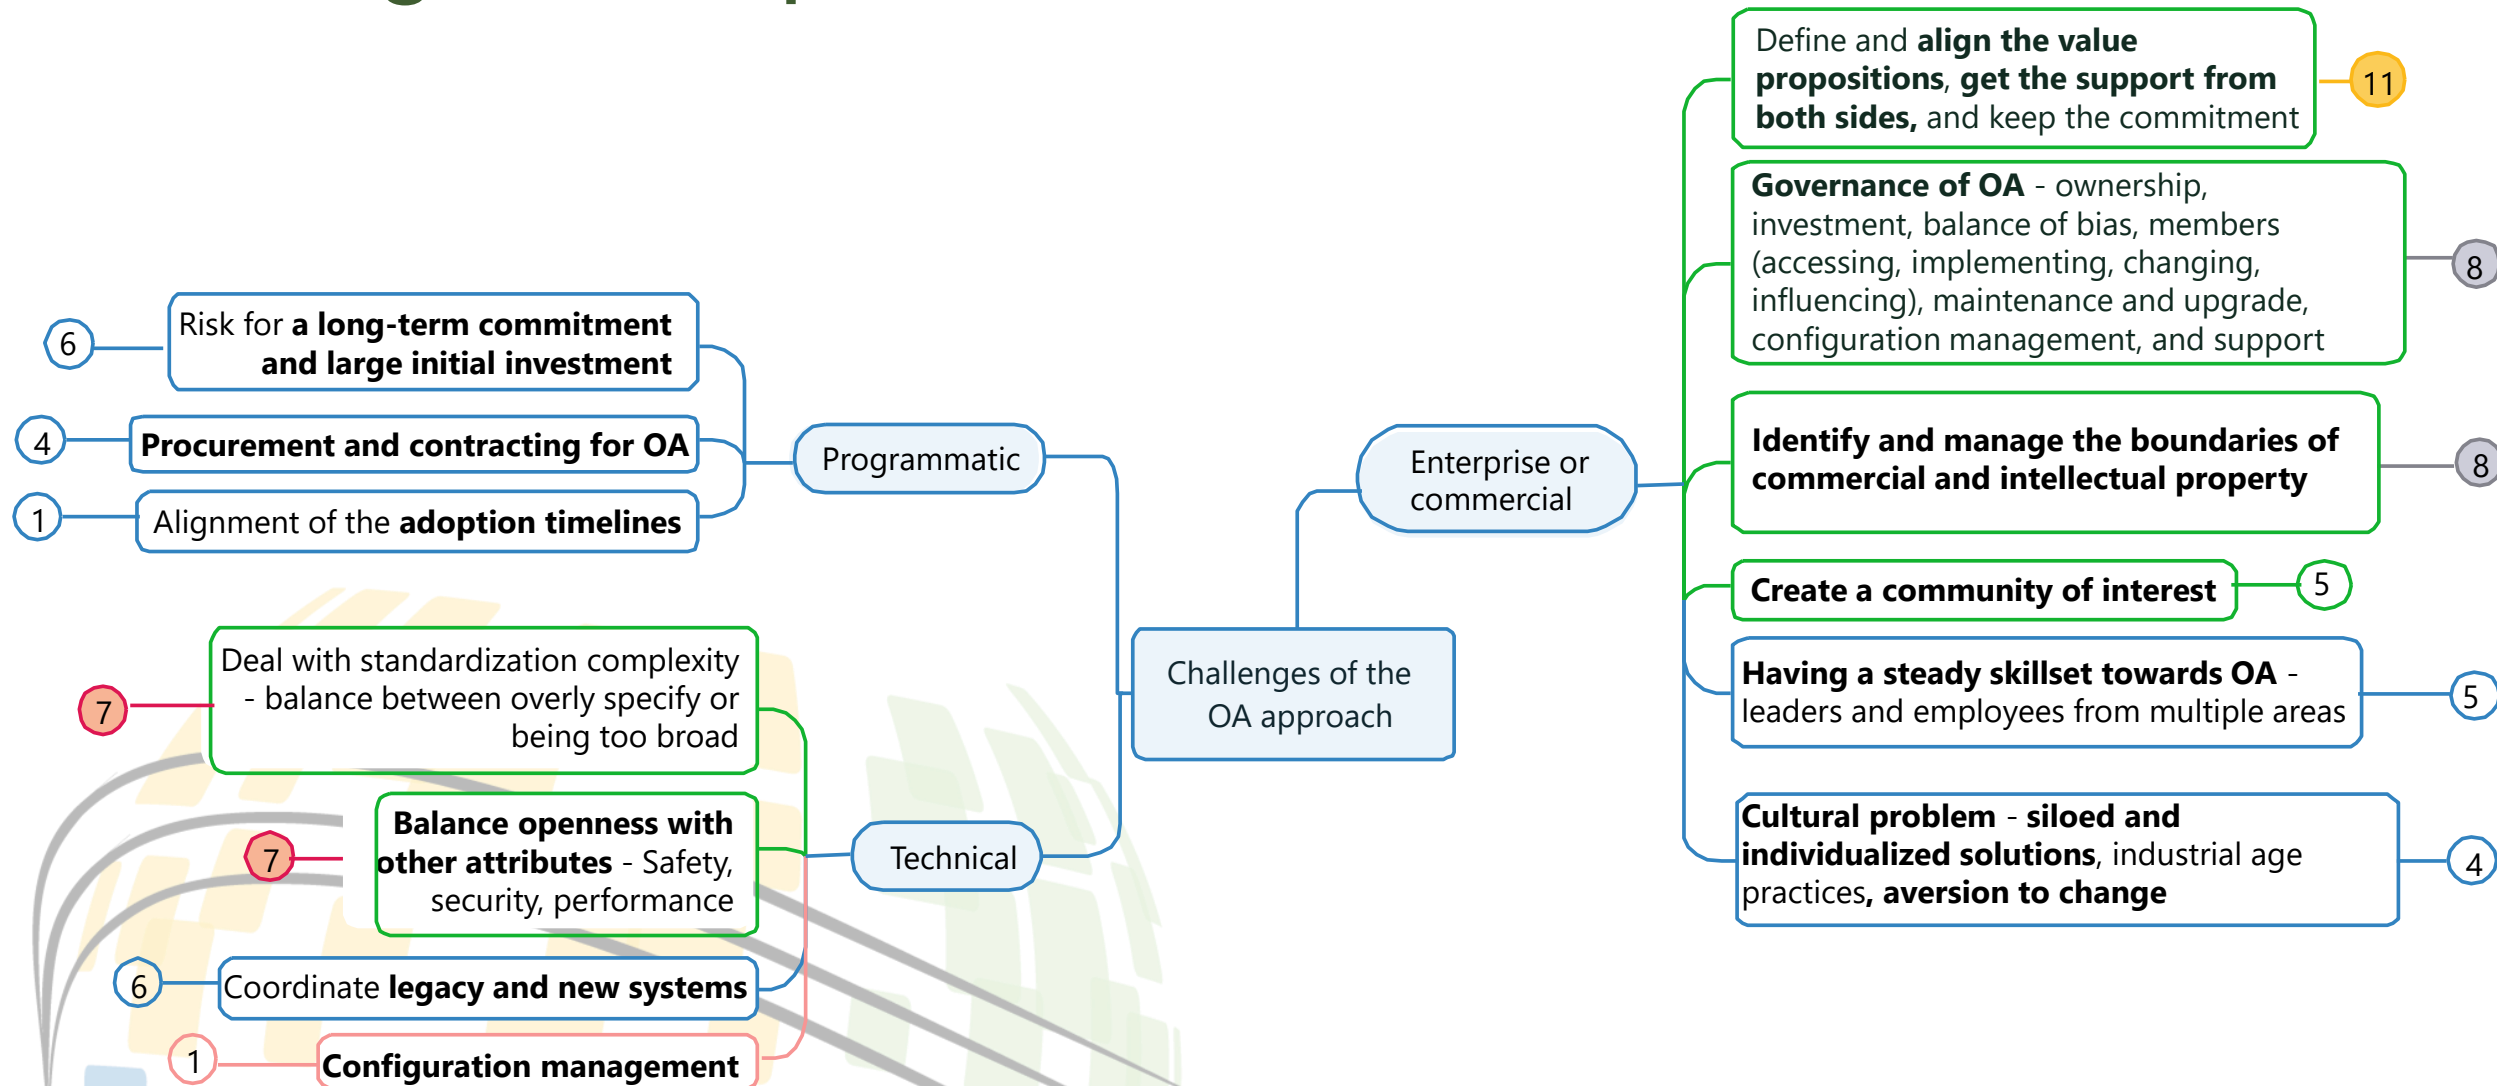 6
Risk for a long-term commitment
and large initial investment
4
Procurement and contracting for OA
1
Alignment of the adoption timelines
Programmatic
7
Deal with standardization complexity
- balance between overly specify or
being too broad
7
Balance openness with
other attributes - Safety,
security, performance
6
Coordinate legacy and new systems
1
Configuration management
Technical
Challenges of the
OA approach
Enterprise or
commercial
Define and align the value
propositions, get the support from
both sides, and keep the commitment
11
Governance of OA - ownership,
investment, balance of bias, members
(accessing, implementing, changing,
influencing), maintenance and upgrade,
configuration management, and support
8
Identify and manage the boundaries of
commercial and intellectual property
8
Create a community of interest
5
Having a steady skillset towards OA -
leaders and employees from multiple areas
5
Cultural problem - siloed and
individualized solutions, industrial age
practices, aversion to change
4